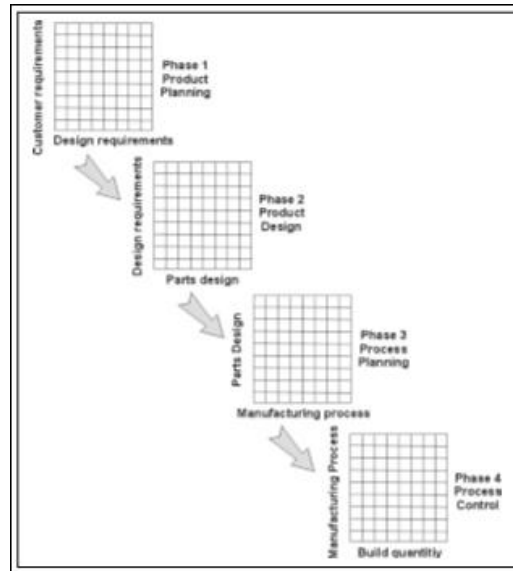 Customer requirements
Phase 1
Product
Planning
Design requirements
Design requirements
Phase 2
Product
Design
Parts design
Parts Design
Phase 3
Process
Planning
Manufacturing process
Manufacturing Process
Phase 4
Process
Control
Build quantitiy